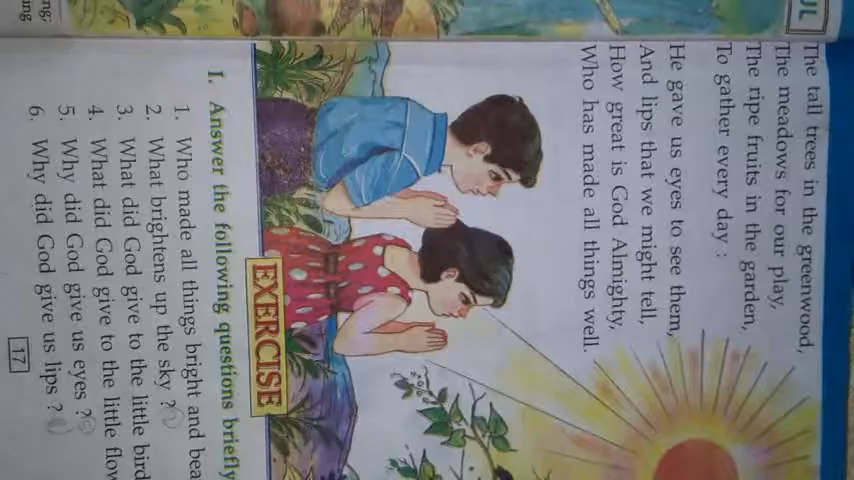 UL
The tall trees in the greenwood,
The meadows for our play,
The ripe fruits in the garden,
To gather every day :
He gave us eyes to see them,
And lips that we might tell,
How great is God Almighty,
Who has made all things well.
EXERCISE
I. Answer the following questions briefly
1. Who made all things bright and bea
2. What brightens up the sky ?
3. What did God give to the little bird
4. What did God give to the little flow
5. Why did God give us eyes ?
6. Why did God give us lips ?
17